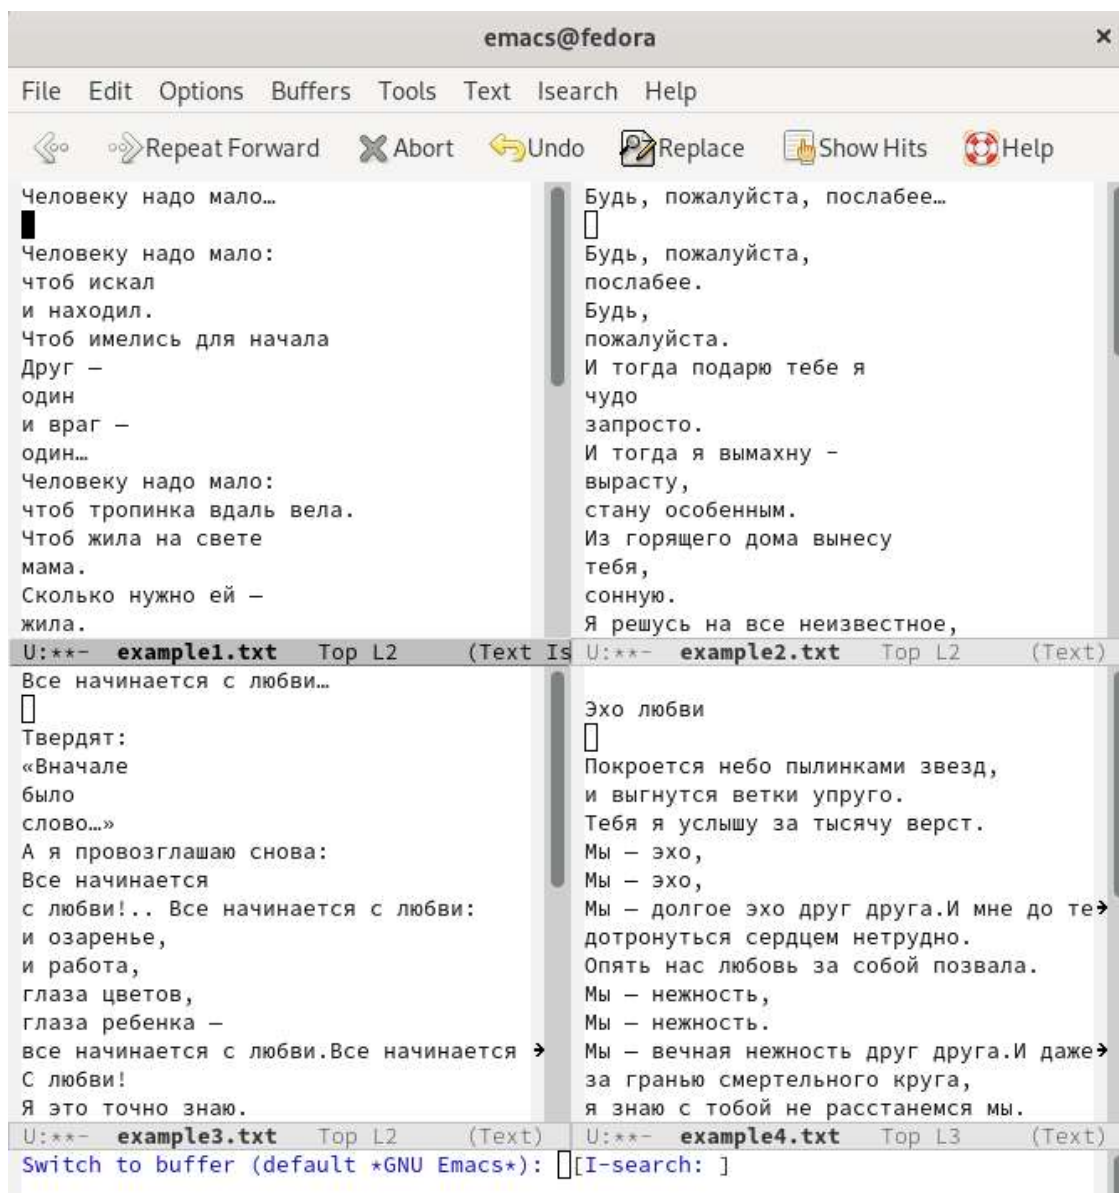 emacs@fedora ×
File Edit Options Buffers Tools Text Isearch Help
Repeat Forward Abort Undo Replace Show Hits Help
Человеку надо мало…
Человеку надо мало:
чтоб искал
и находил.
Чтоб имелись для начала
Друг —
один
и враг —
один…
Человеку надо мало:
чтоб тропинка вдаль вела.
Чтоб жила на свете
мама.
Сколько нужно ей —
жила.
U:**- example1.txt Top L2 (Text Is
Будь, пожалуйста, послабее…
Будь, пожалуйста,
послабее.
Будь,
пожалуйста.
И тогда подарю тебе я
чудо
запросто.
И тогда я вымахну -
вырасту,
стану особенным.
Из горящего дома вынесу
тебя,
сонную.
Я решусь на все неизвестное,
U:**- example2.txt Top L2 (Text)
Все начинается с любви…
Твердят:
«Вначале
было
слово…»
А я провозглашаю снова:
Все начинается
с любви!.. Все начинается с любви:
и озаренье,
и работа,
глаза цветов,
глаза ребенка —
все начинается с любви.Все начинается
С любви!
Я это точно знаю.
U:**- example3.txt Top L2 (Text)
Эхо любви
Покроется небо пылинками звезд,
и выгнутся ветки упруго.
Тебя я услышу за тысячу верст.
Мы — эхо,
Мы — эхо,
Мы — долгое эхо друг друга.И мне до те
дотронуться сердцем нетрудно.
Опять нас любовь за собой позвала.
Мы — нежность,
Мы — нежность.
Мы — вечная нежность друг друга.И даже
за гранью смертельного круга,
я знаю с тобой не расстанемся мы.
U:**- example4.txt Top L3 (Text)
Switch to buffer (default *GNU Emacs*): [I-search: ]